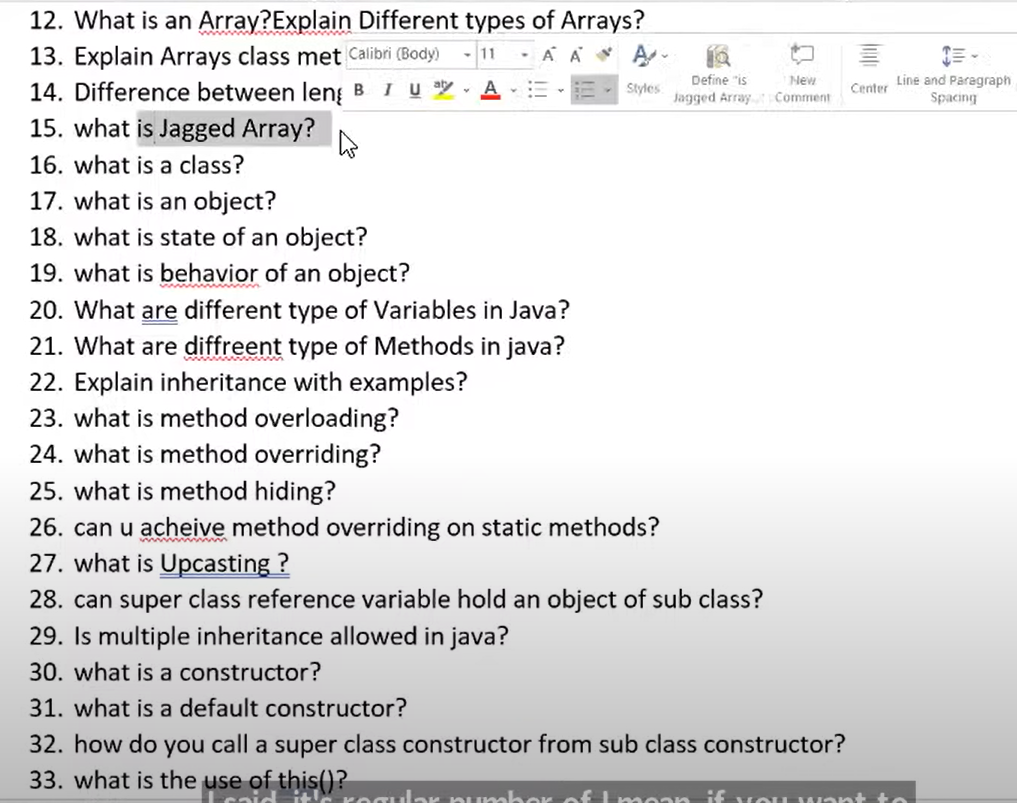 12. What is an Array?Explain Different types of Arrays?
13. Explain Arrays class met
Calibri (Body) 11 A A
14. Difference between leng
B I U ab A Styles Define "is Jagged Array... New Comment Center Line and Paragraph Spacing
15. what is Jagged Array?
16. what is a class?
17. what is an object?
18. what is state of an object?
19. what is behavior of an object?
20. What are different type of Variables in Java?
21. What are diffreent type of Methods in java?
22. Explain inheritance with examples?
23. what is method overloading?
24. what is method overriding?
25. what is method hiding?
26. can u acheive method overriding on static methods?
27. what is Upcasting ?
28. can super class reference variable hold an object of sub class?
29. Is multiple inheritance allowed in java?
30. what is a constructor?
31. what is a default constructor?
32. how do you call a super class constructor from sub class constructor?
33. what is the use of this()?
I said, it's regular number of I mean, if you want to